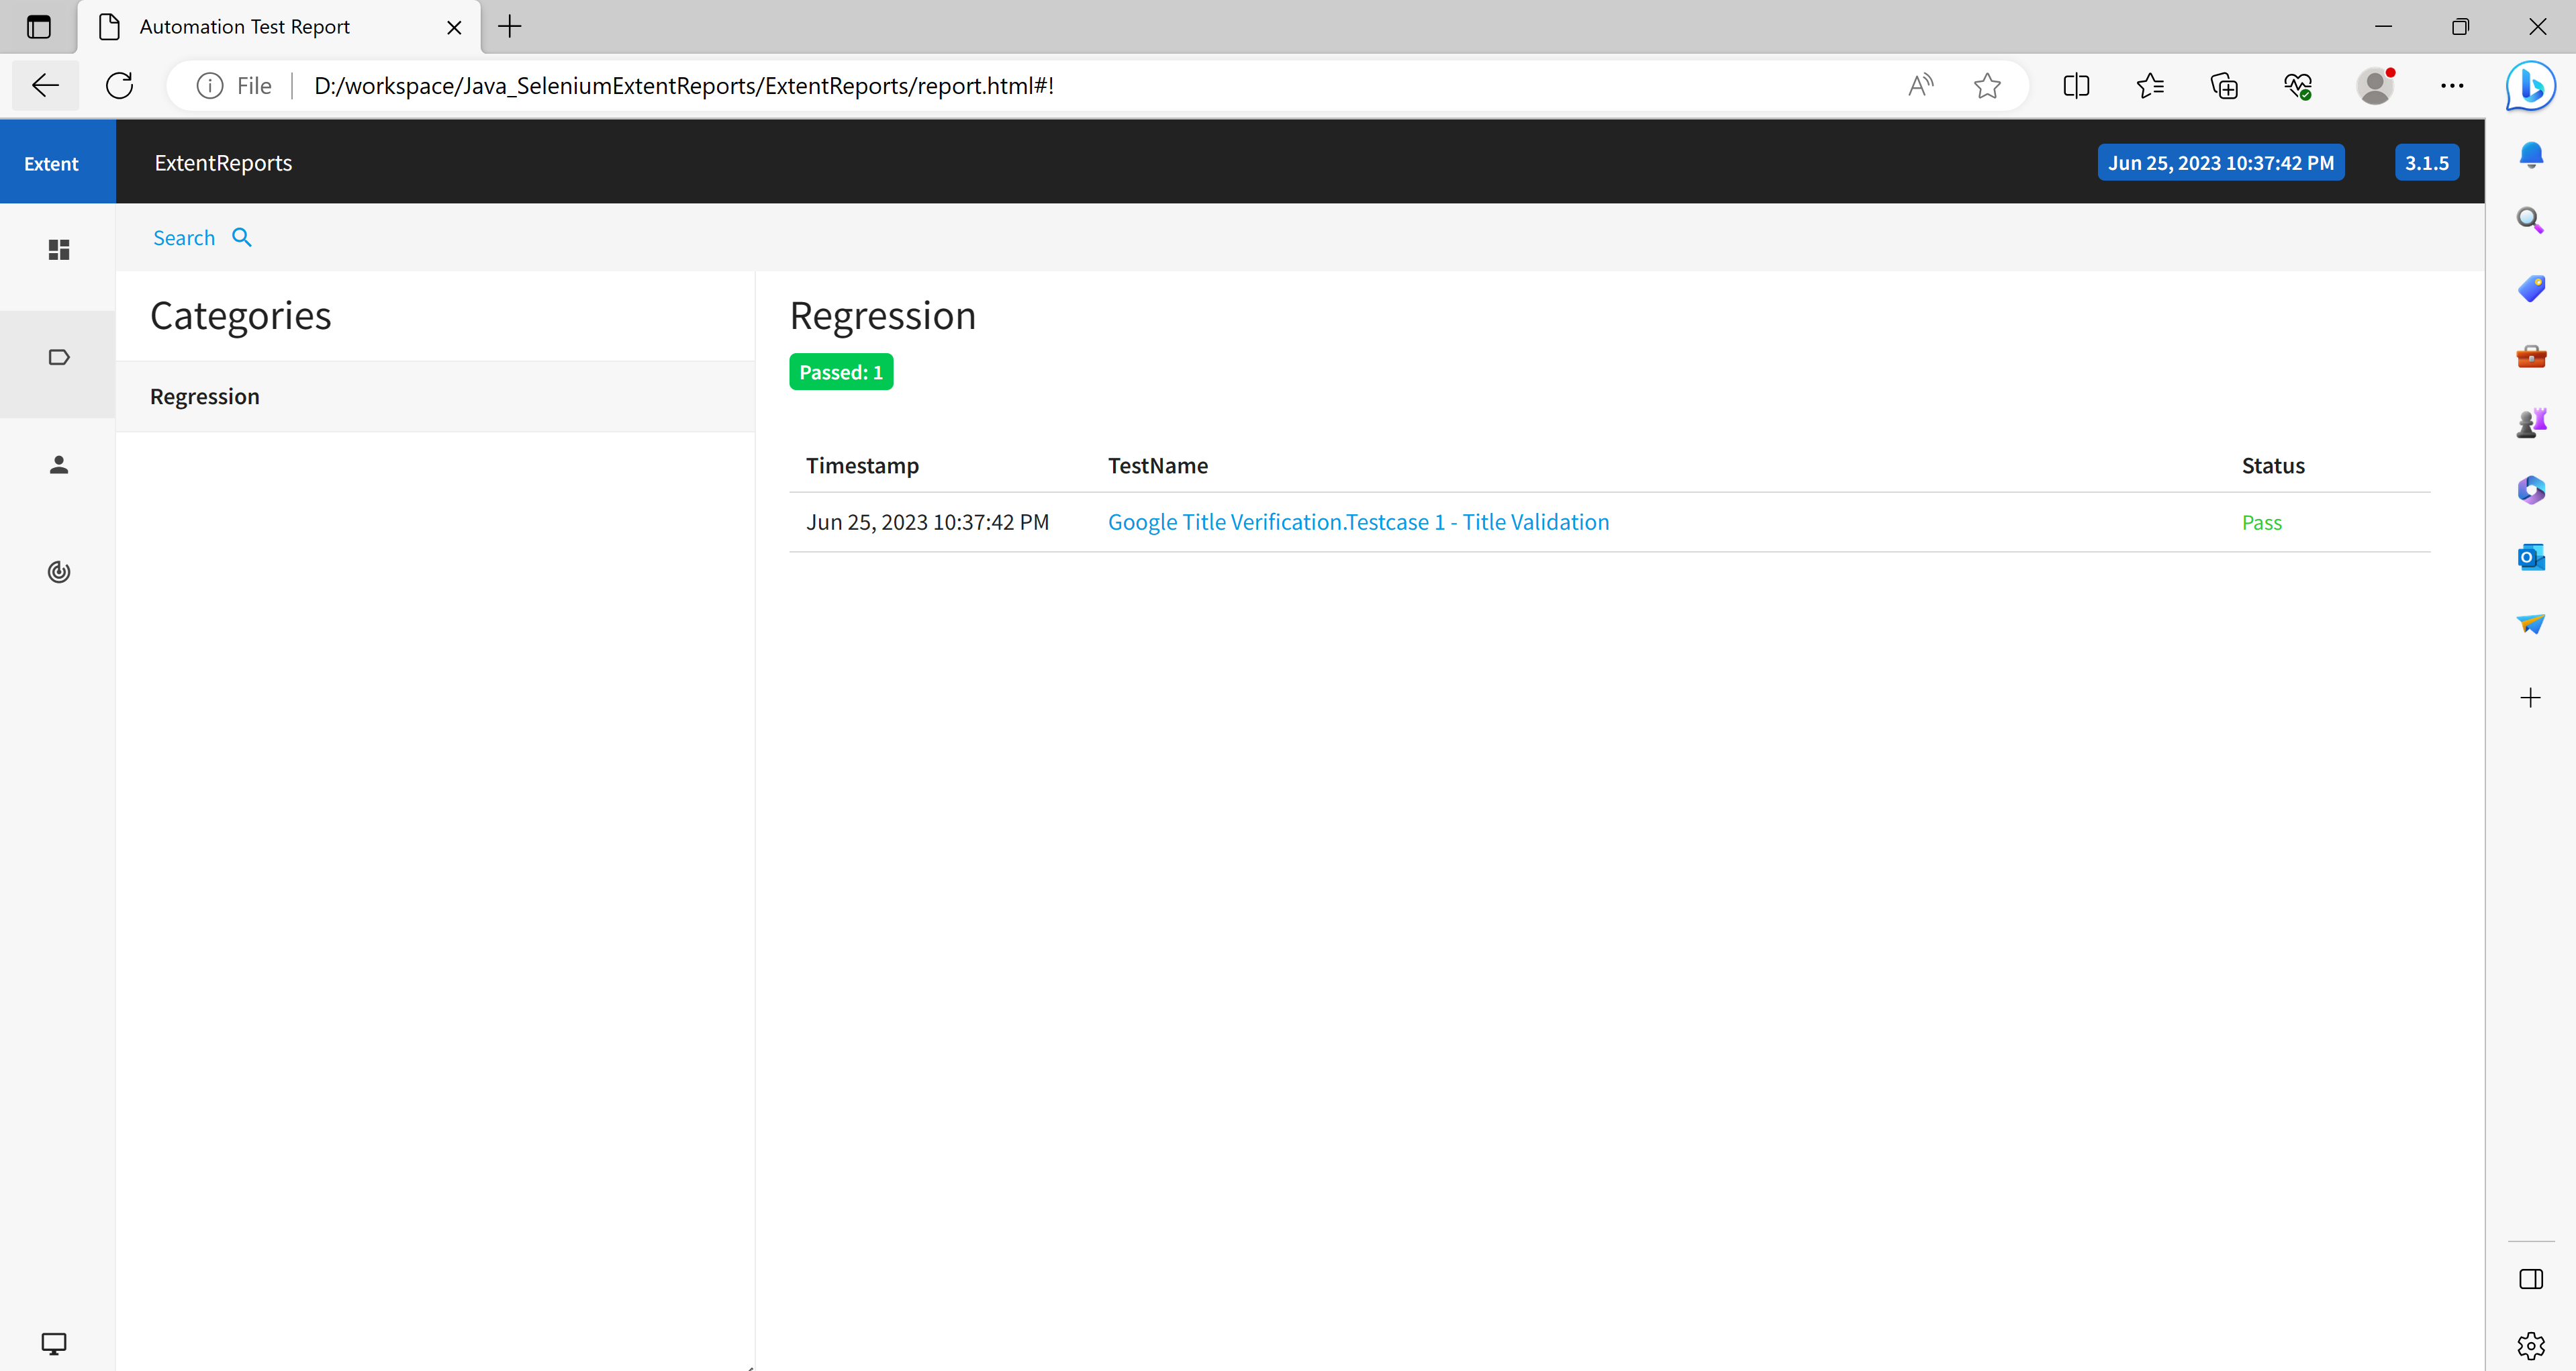 Automation Test Report
File D:/workspace/Java_SeleniumExtentReports/ExtentReports/report.html#!
Extent ExtentReports Jun 25, 2023 10:37:42 PM 3.1.5
Search
Categories
Regression
Regression
Passed: 1
Timestamp TestName Status
Jun 25, 2023 10:37:42 PM Google Title Verification.Testcase 1 - Title Validation Pass